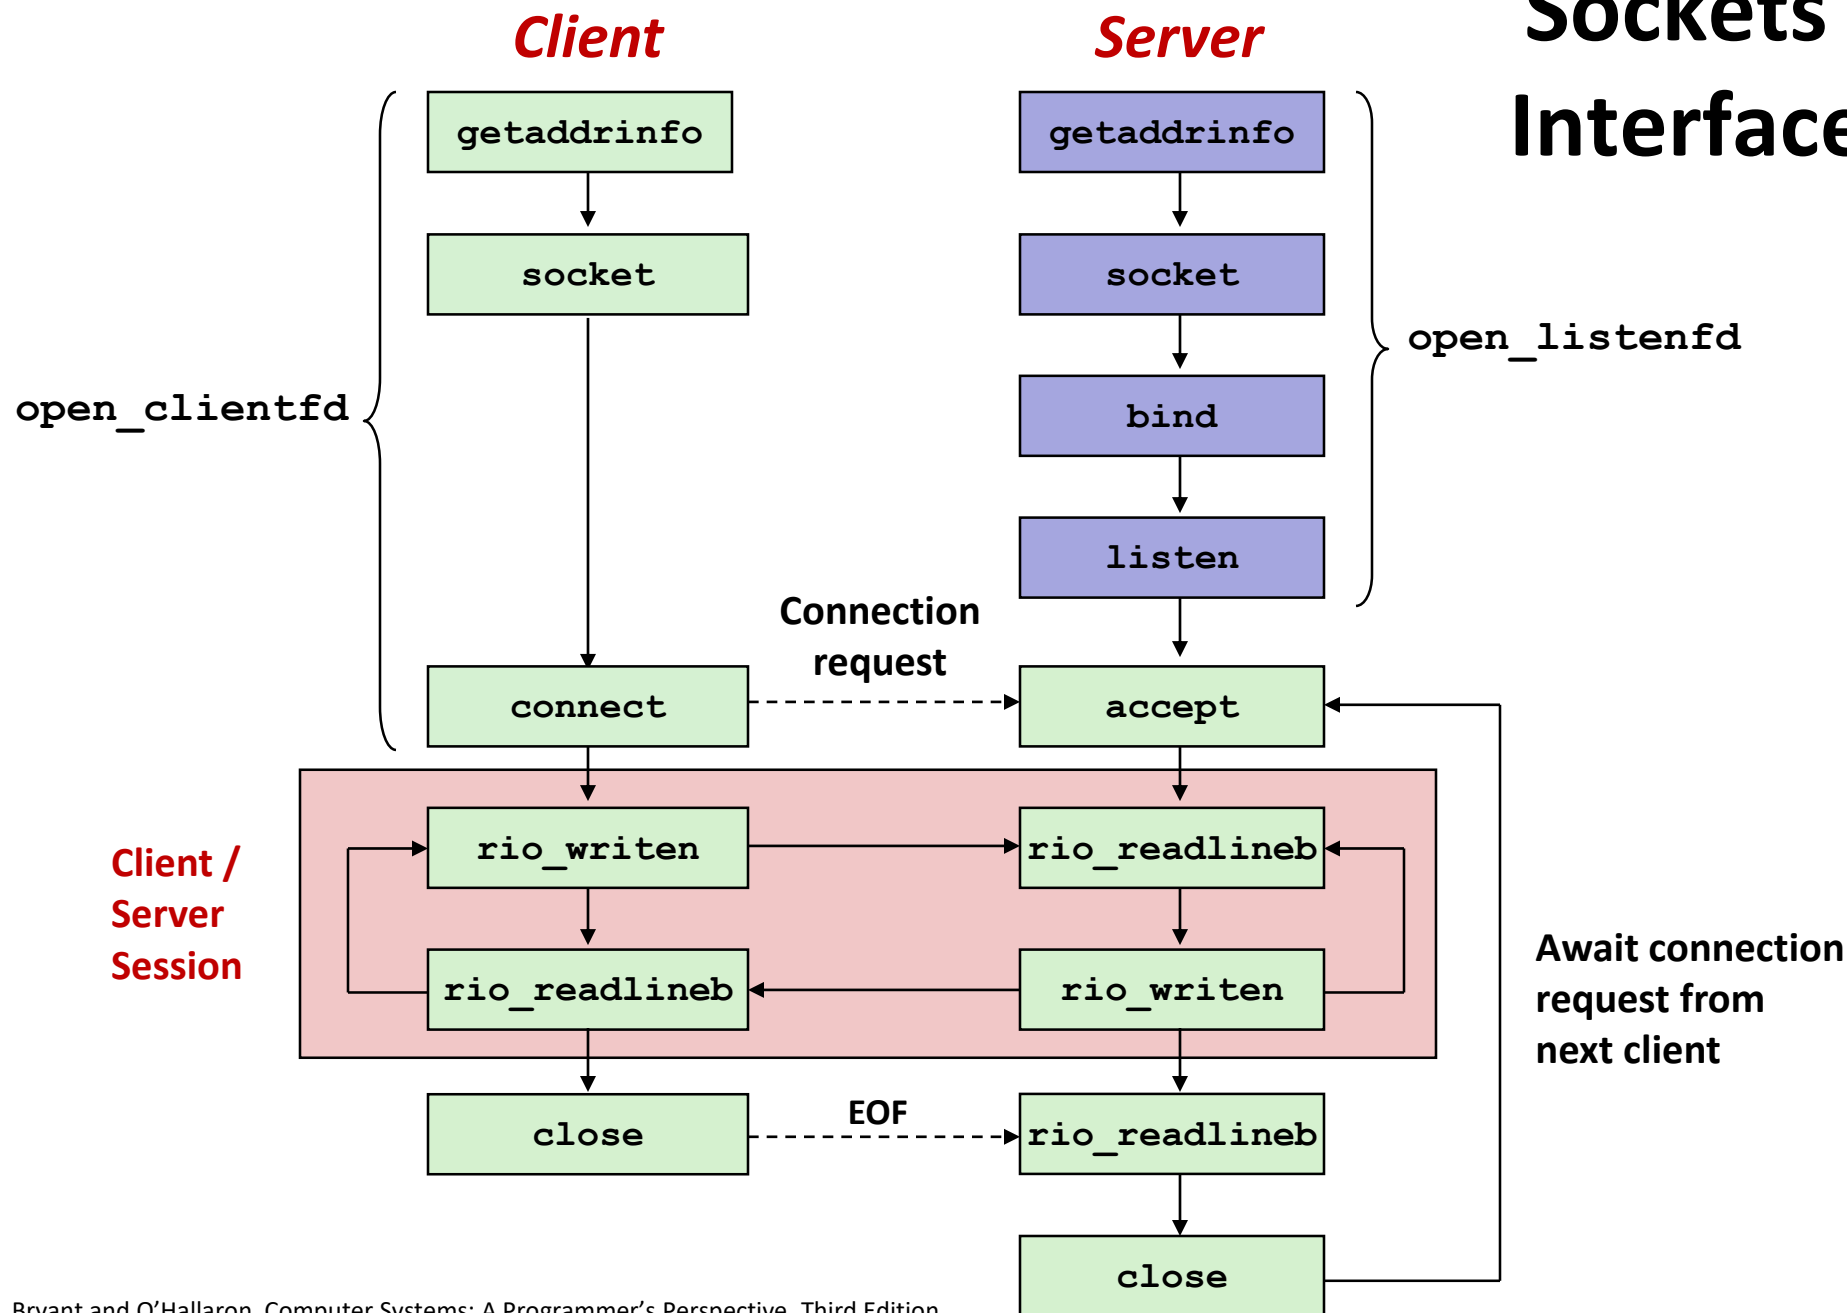 Sockets
Interface
Client
Server
getaddrinfo
getaddrinfo
socket
socket
open_listenfd
open_clientfd
bind
listen
Connection
request
connect
accept
Client /
Server
Session
rio_writen
rio_readlineb
rio_readlineb
rio_writen
Await connection
request from
next client
close
EOF
rio_readlineb
close
Bryant and O’Hallaron, Computer Systems: A Programmer’s Perspective, Third Edition